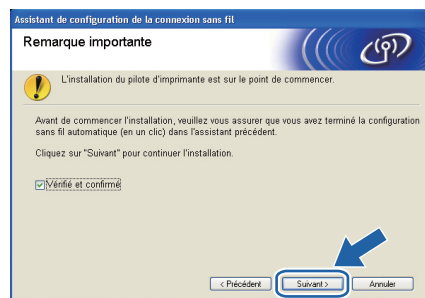 Assistant de configuration de la connexion sans fil
Remarque importante
L'installation du pilote d'imprimante est sur le point de commencer.
Avant de commencer l'installation, veuillez vous assurer que vous avez terminé la configuration
sans fil automatique (en un clic) dans l'assistant précédent.
Cliquez sur "Suivant" pour continuer l'installation.
Vérifié et confirmé
< Précédent Suivant > Annuler